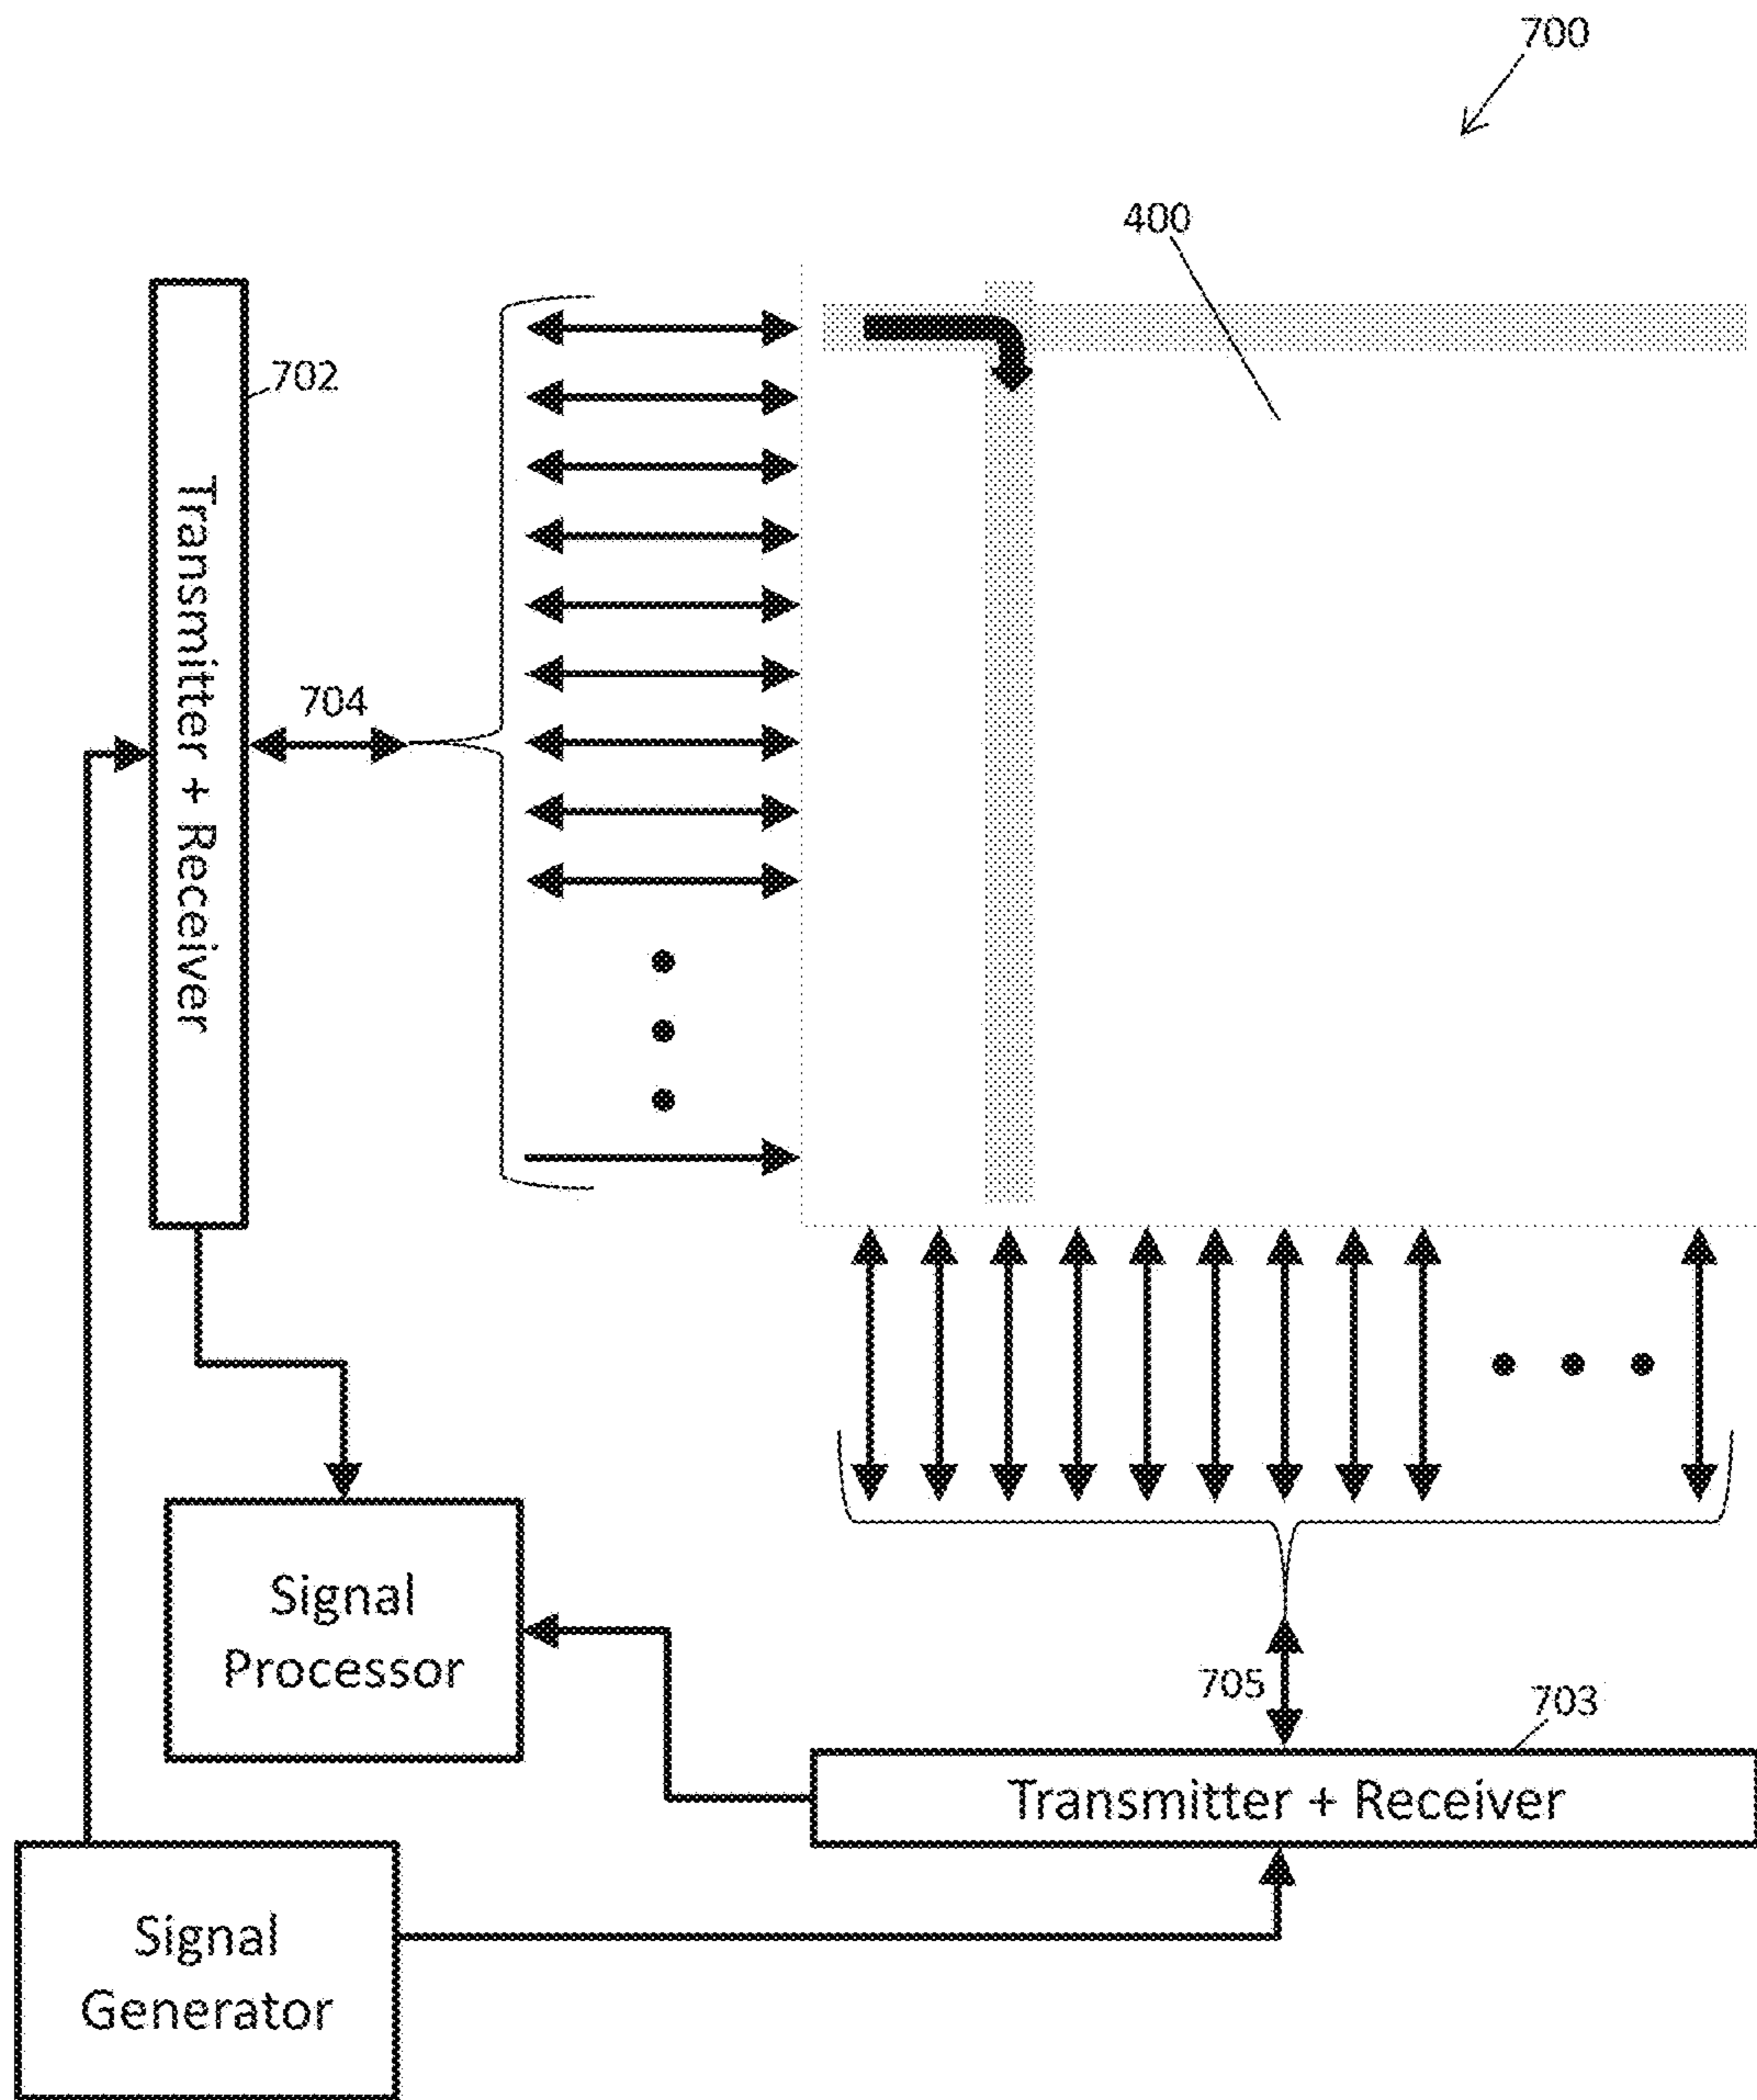 700
400
702
Transmitter + Receiver
704
Signal
Processor
705
703
Transmitter + Receiver
Signal
Generator